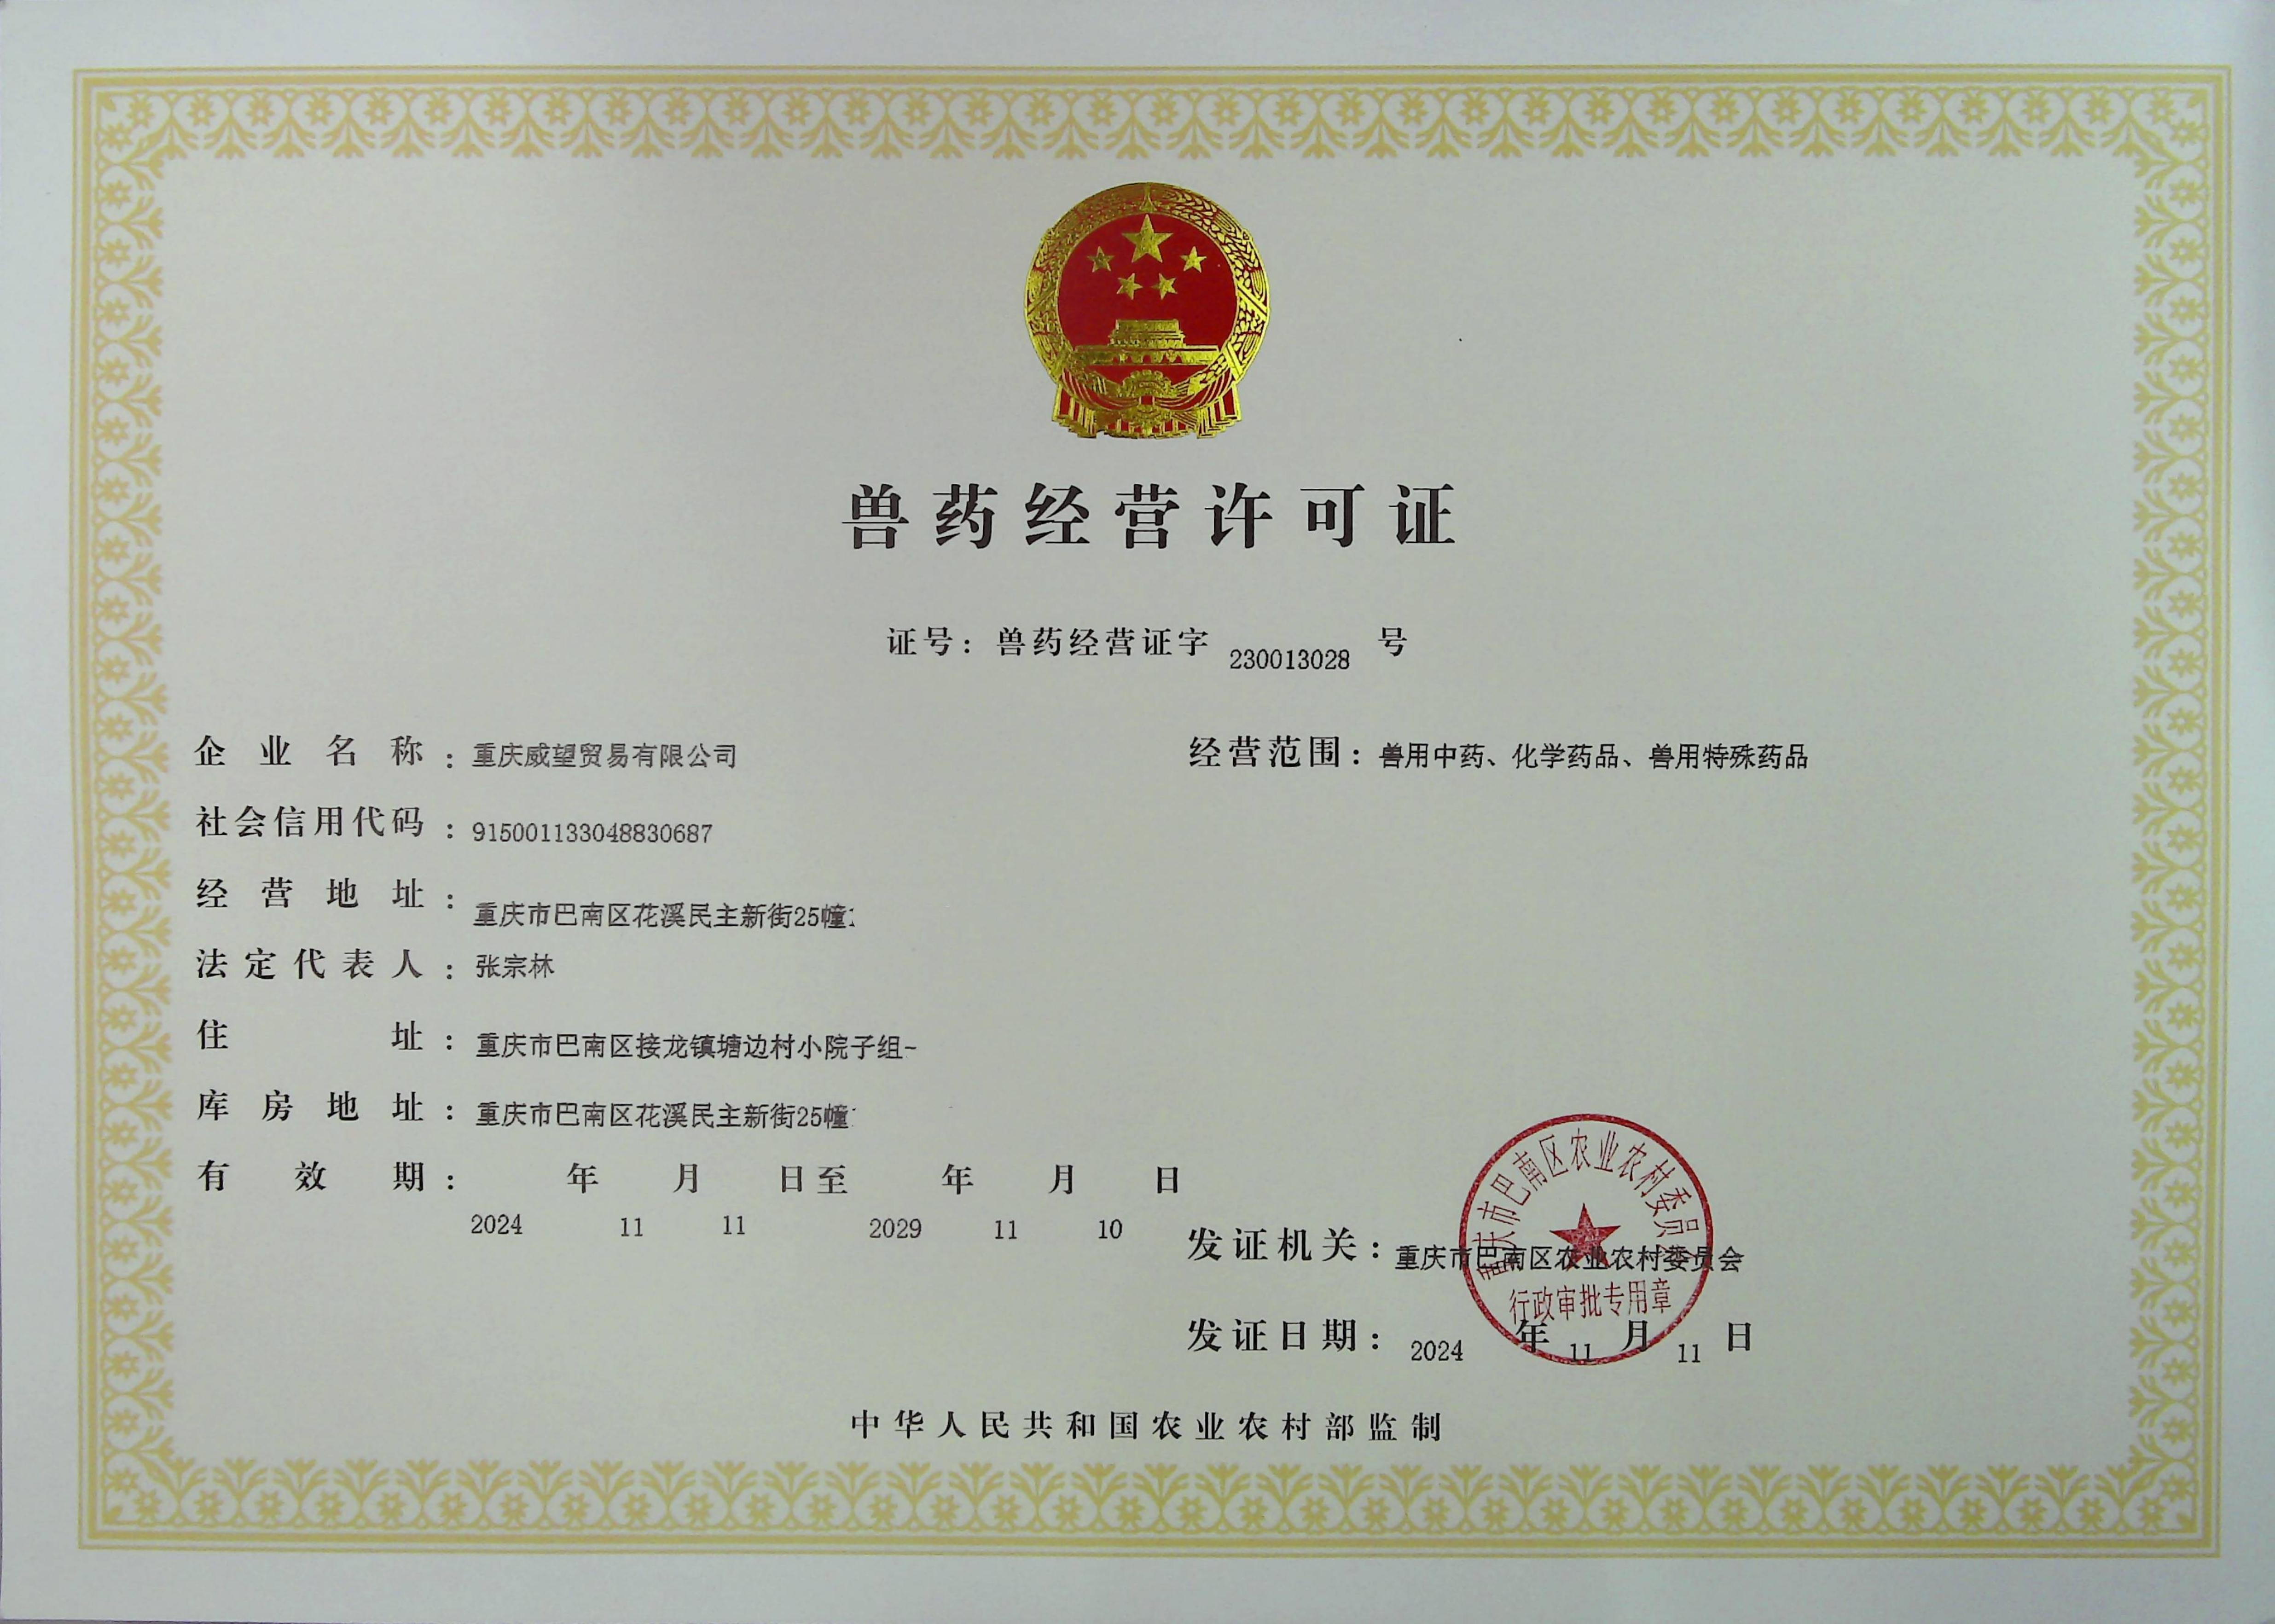 兽药经营许可证
证号：兽药经营证字 230013028 号
企业名称：重庆威望贸易有限公司
社会信用代码：915001133048830687
经营地址：重庆市巴南区花溪民主新街25幢
法定代表人：张宗林
住址：重庆市巴南区接龙镇塘边村小院子组-
库房地址：重庆市巴南区花溪民主新街25幢
有效期： 年 月 日至 年 月 日
2024 11 11 2029 11 10
经营范围：兽用中药、化学药品、兽用特殊药品
发证机关：重庆市巴南区农业农村委员会
发证日期：2024 年 11 月 11 日
重庆市巴南区农业农村委员会
行政审批专用章
中华人民共和国农业农村部监制